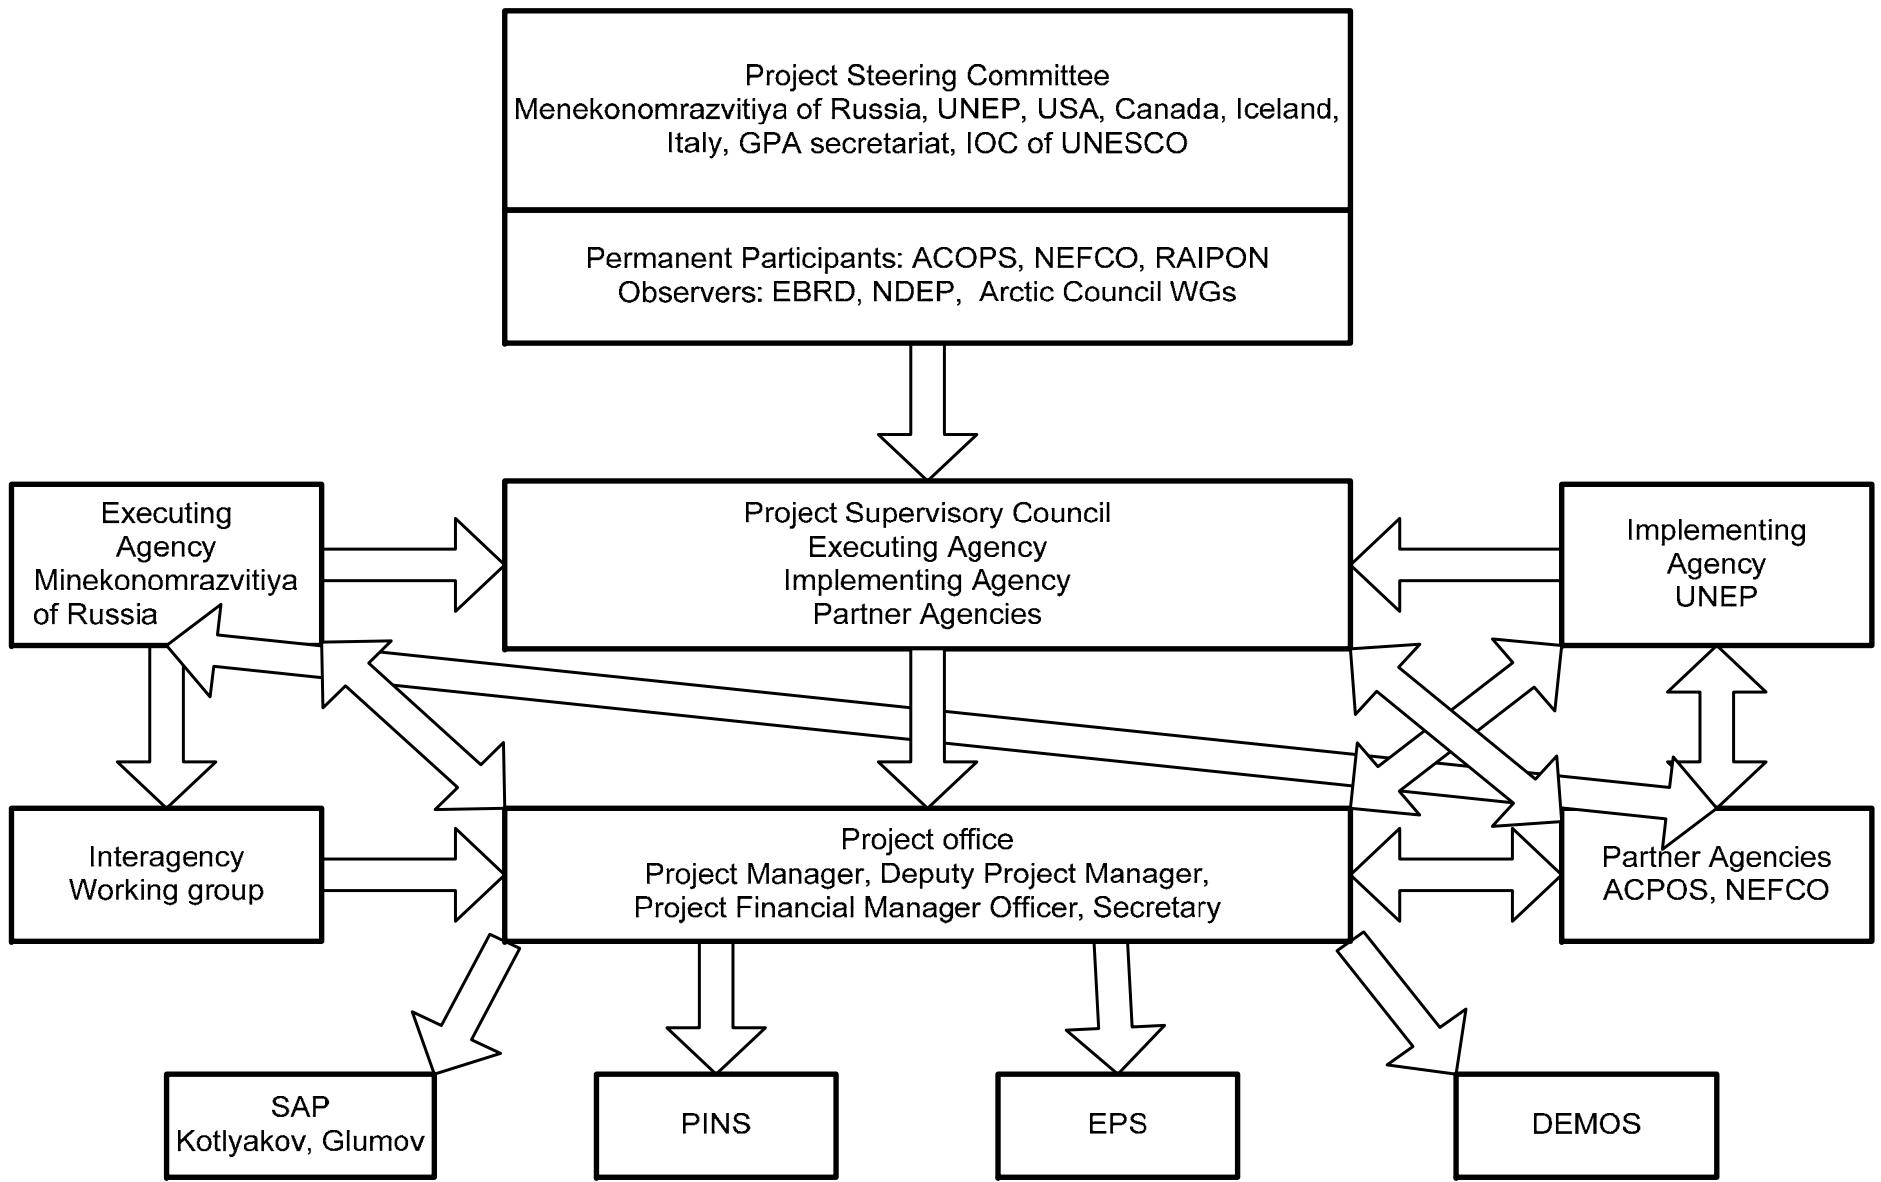 Project Steering Committee
Menekonomrazvitiya of Russia, UNEP, USA, Canada, Iceland,
Italy, GPA secretariat, IOC of UNESCO
Permanent Participants: ACOPS, NEFCO, RAIPON
Observers: EBRD, NDEP, Arctic Council WGs
Executing
Agency
Minekonomrazvitiya
of Russia
Project Supervisory Council
Executing Agency
Implementing Agency
Partner Agencies
Implementing
Agency
UNEP
Interagency
Working group
Project office
Project Manager, Deputy Project Manager,
Project Financial Manager Officer, Secretary
Partner Agencies
ACPOS, NEFCO
SAP
Kotlyakov, Glumov
PINS
EPS
DEMOS